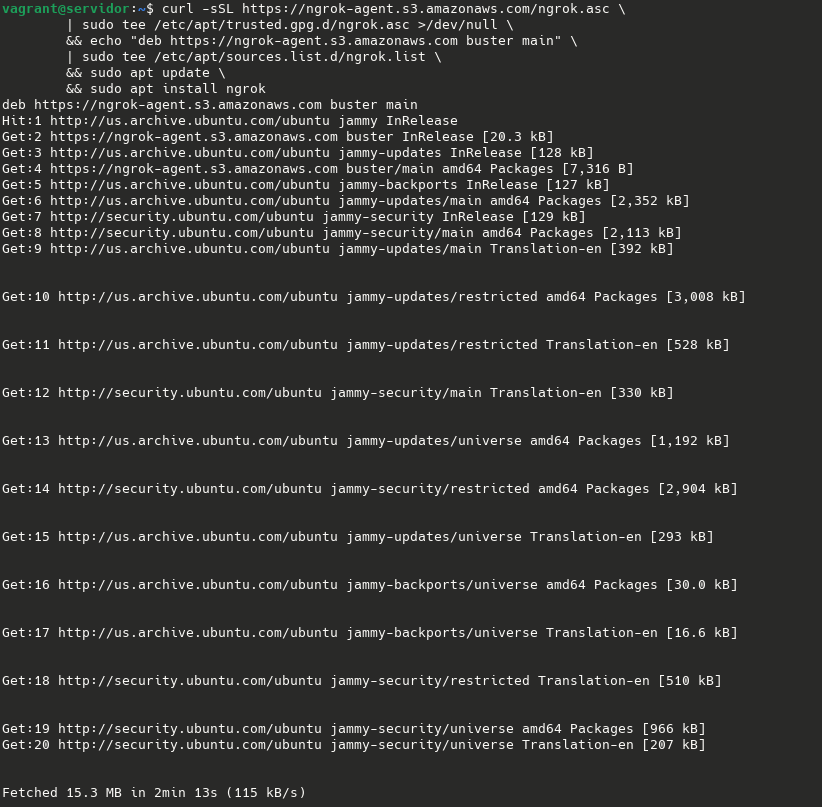 vagrant@servidor:~$ curl -sSL https://ngrok-agent.s3.amazonaws.com/ngrok.asc \
        | sudo tee /etc/apt/trusted.gpg.d/ngrok.asc >/dev/null \
        && echo "deb https://ngrok-agent.s3.amazonaws.com buster main" \
        | sudo tee /etc/apt/sources.list.d/ngrok.list \
        && sudo apt update \
        && sudo apt install ngrok
deb https://ngrok-agent.s3.amazonaws.com buster main
Hit:1 http://us.archive.ubuntu.com/ubuntu jammy InRelease
Get:2 https://ngrok-agent.s3.amazonaws.com buster InRelease [20.3 kB]
Get:3 http://us.archive.ubuntu.com/ubuntu jammy-updates InRelease [128 kB]
Get:4 https://ngrok-agent.s3.amazonaws.com buster/main amd64 Packages [7,316 B]
Get:5 http://us.archive.ubuntu.com/ubuntu jammy-backports InRelease [127 kB]
Get:6 http://us.archive.ubuntu.com/ubuntu jammy-updates/main amd64 Packages [2,352 kB]
Get:7 http://security.ubuntu.com/ubuntu jammy-security InRelease [129 kB]
Get:8 http://security.ubuntu.com/ubuntu jammy-security/main amd64 Packages [2,113 kB]
Get:9 http://us.archive.ubuntu.com/ubuntu jammy-updates/main Translation-en [392 kB]
Get:10 http://us.archive.ubuntu.com/ubuntu jammy-updates/restricted amd64 Packages [3,008 kB]
Get:11 http://us.archive.ubuntu.com/ubuntu jammy-updates/restricted Translation-en [528 kB]
Get:12 http://security.ubuntu.com/ubuntu jammy-security/main Translation-en [330 kB]
Get:13 http://us.archive.ubuntu.com/ubuntu jammy-updates/universe amd64 Packages [1,192 kB]
Get:14 http://security.ubuntu.com/ubuntu jammy-security/restricted amd64 Packages [2,904 kB]
Get:15 http://us.archive.ubuntu.com/ubuntu jammy-updates/universe Translation-en [293 kB]
Get:16 http://us.archive.ubuntu.com/ubuntu jammy-backports/universe amd64 Packages [30.0 kB]
Get:17 http://us.archive.ubuntu.com/ubuntu jammy-backports/universe Translation-en [16.6 kB]
Get:18 http://security.ubuntu.com/ubuntu jammy-security/restricted Translation-en [510 kB]
Get:19 http://security.ubuntu.com/ubuntu jammy-security/universe amd64 Packages [966 kB]
Get:20 http://security.ubuntu.com/ubuntu jammy-security/universe Translation-en [207 kB]
Fetched 15.3 MB in 2min 13s (115 kB/s)